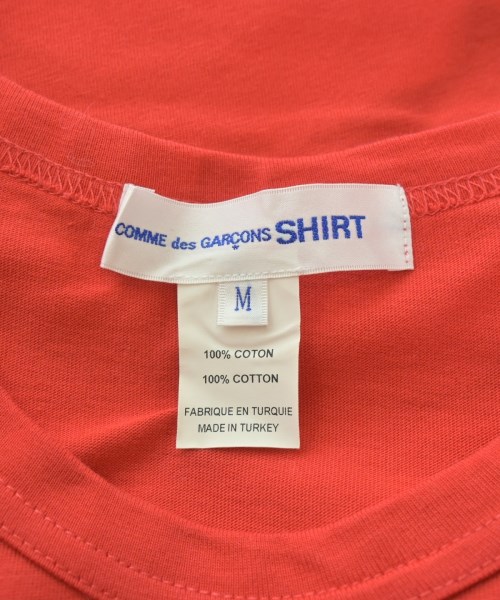 COMME des GARÇONS SHIRT
*
M
100% COTON
100% COTTON
FABRIQUE EN TURQUIE
MADE IN TURKEY